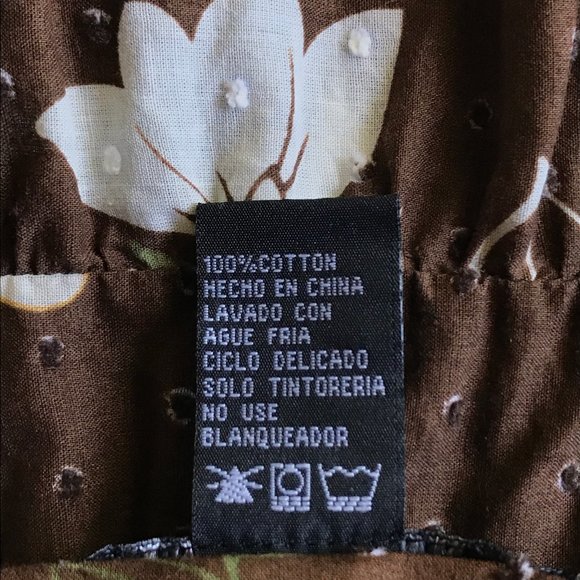 100%COTTON
HECHO EN CHINA
LAVADO CON
AGUE FRIA
CICLO DELICADO
SOLO TINTORERIA
NO USE
BLANQUEADOR